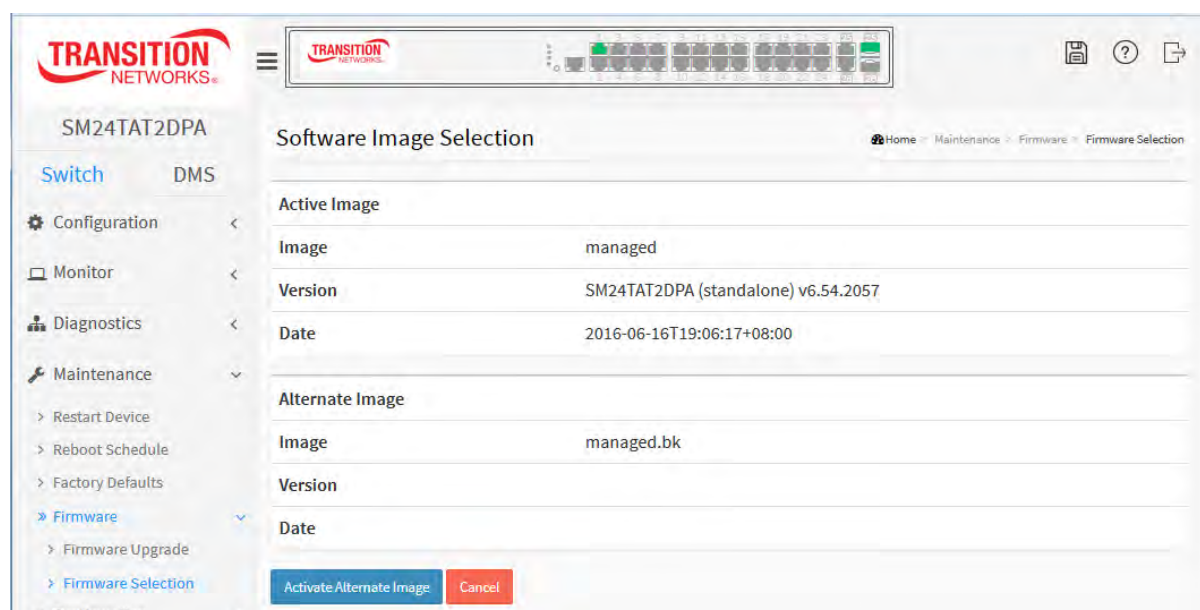 TRANSITION
NETWORKS®
TRANSITION
NETWORKS
SM24TAT2DPA
Switch DMS
Configuration
Monitor
Diagnostics
Maintenance
> Restart Device
> Reboot Schedule
> Factory Defaults
» Firmware
> Firmware Upgrade
> Firmware Selection
Software Image Selection
Home > Maintenance > Firmware > Firmware Selection
Active Image
Image managed
Version SM24TAT2DPA (standalone) v6.54.2057
Date 2016-06-16T19:06:17+08:00
Alternate Image
Image managed.bk
Version
Date
Activate Alternate Image Cancel